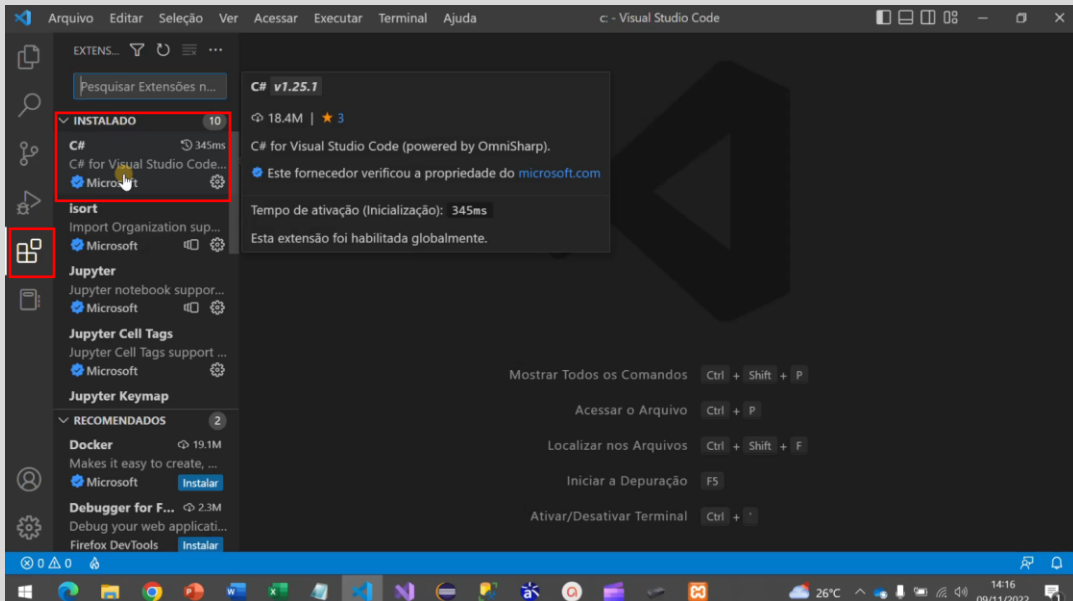 Arquivo Editar Seleção Ver Acessar Executar Terminal Ajuda c: - Visual Studio Code
EXTENS...
Pesquisar Extensões n...
INSTALADO 10
C# 345ms
C# for Visual Studio Code...
Microsoft
isort
Import Organization sup...
Microsoft
Jupyter
Jupyter notebook suppor...
Microsoft
Jupyter Cell Tags
Jupyter Cell Tags support ...
Microsoft
Jupyter Keymap
RECOMENDADOS 2
Docker 19.1M
Makes it easy to create, ...
Microsoft Instalar
Debugger for F... 2.3M
Debug your web applicati...
Firefox DevTools Instalar
C# v1.25.1
18.4M | 3
C# for Visual Studio Code (powered by OmniSharp).
Este fornecedor verificou a propriedade do microsoft.com
Tempo de ativação (Inicialização): 345ms
Esta extensão foi habilitada globalmente.
Mostrar Todos os Comandos Ctrl + Shift + P
Acessar o Arquivo Ctrl + P
Localizar nos Arquivos Ctrl + Shift + F
Iniciar a Depuração F5
Ativar/Desativar Terminal Ctrl + '
0 0
26°C 14:16
09/11/2022